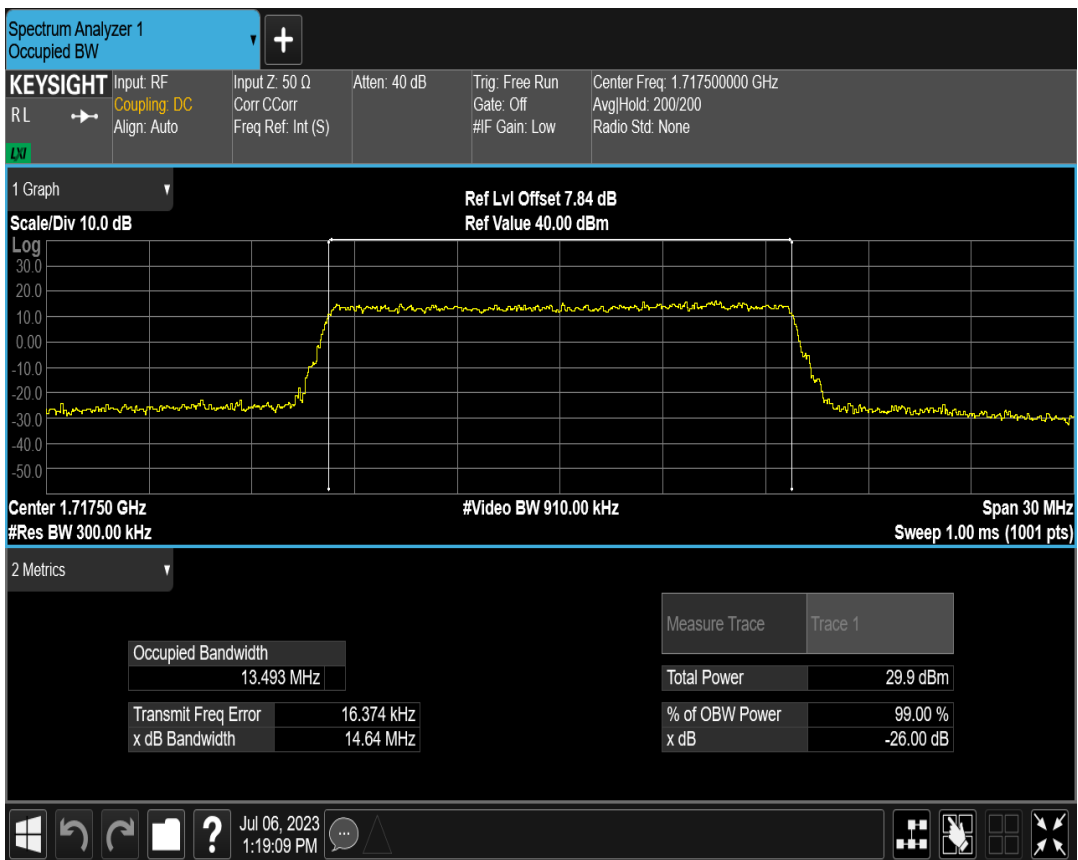 Spectrum Analyzer 1
Occupied BW
KEYSIGHT Input: RF Input Z: 50 Ω Atten: 40 dB Trig: Free Run Center Freq: 1.717500000 GHz
RL Coupling: DC Corr CCorr Gate: Off Avg|Hold: 200/200
Align: Auto Freq Ref: Int (S) #IF Gain: Low Radio Std: None
LXI
1 Graph Ref Lvl Offset 7.84 dB
Scale/Div 10.0 dB Ref Value 40.00 dBm
Log
30.0
20.0
10.0
0.00
-10.0
-20.0
-30.0
-40.0
-50.0
Center 1.71750 GHz #Video BW 910.00 kHz Span 30 MHz
#Res BW 300.00 kHz Sweep 1.00 ms (1001 pts)
2 Metrics
Measure Trace Trace 1
Occupied Bandwidth
13.493 MHz Total Power 29.9 dBm
Transmit Freq Error 16.374 kHz % of OBW Power 99.00 %
x dB Bandwidth 14.64 MHz x dB -26.00 dB
? Jul 06, 2023
1:19:09 PM